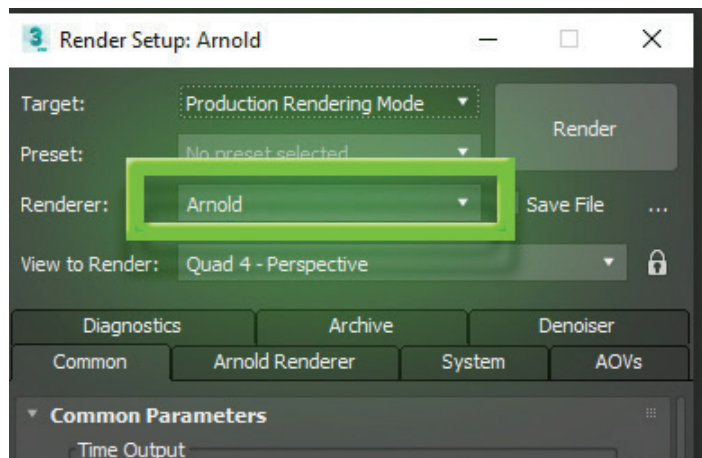 3 Render Setup: Arnold
Target: Production Rendering Mode
Render
Preset: No preset selected
Renderer: Arnold Save File ...
View to Render: Quad 4 - Perspective
Diagnostics Archive Denoiser
Common Arnold Renderer System AOVs
Common Parameters
Time Output